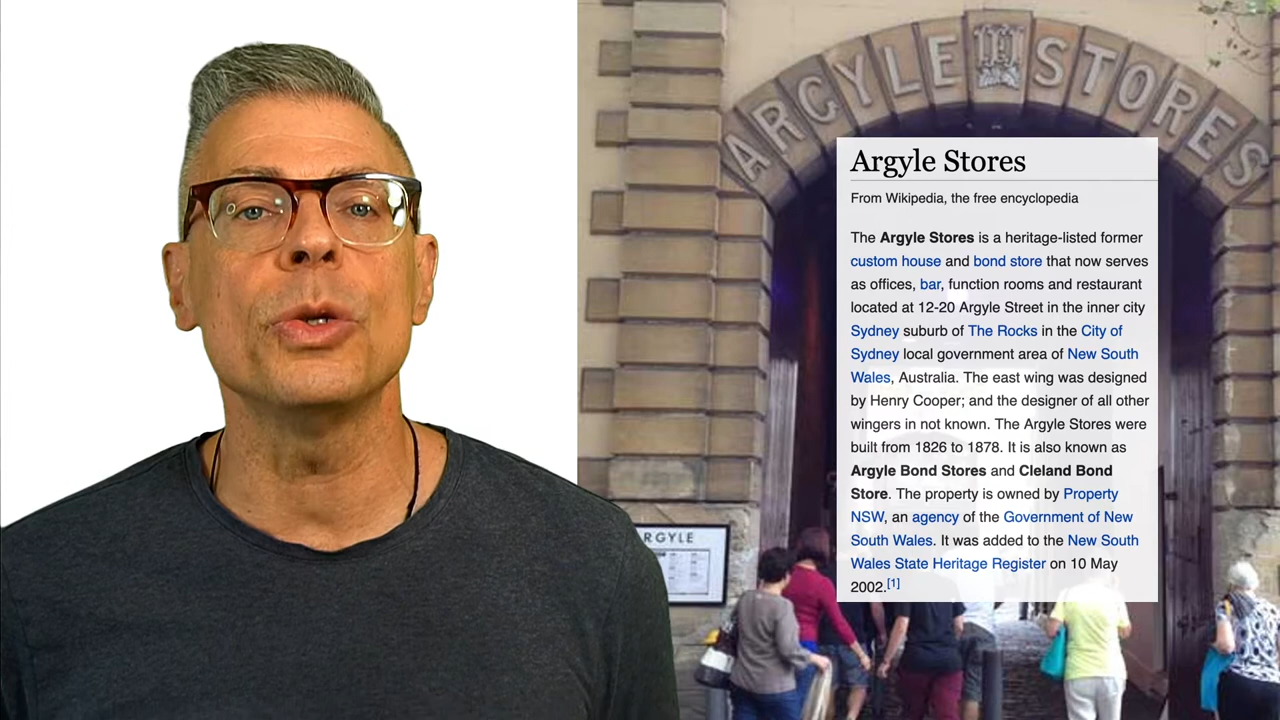 ARGYLE STORES
Argyle Stores
From Wikipedia, the free encyclopedia
The Argyle Stores is a heritage-listed former
custom house and bond store that now serves
as offices, bar, function rooms and restaurant
located at 12-20 Argyle Street in the inner city
Sydney suburb of The Rocks in the City of
Sydney local government area of New South
Wales, Australia. The east wing was designed
by Henry Cooper; and the designer of all other
wingers in not known. The Argyle Stores were
built from 1826 to 1878. It is also known as
Argyle Bond Stores and Cleland Bond
Store. The property is owned by Property
NSW, an agency of the Government of New
South Wales. It was added to the New South
Wales State Heritage Register on 10 May
2002.[1]
RGYLE